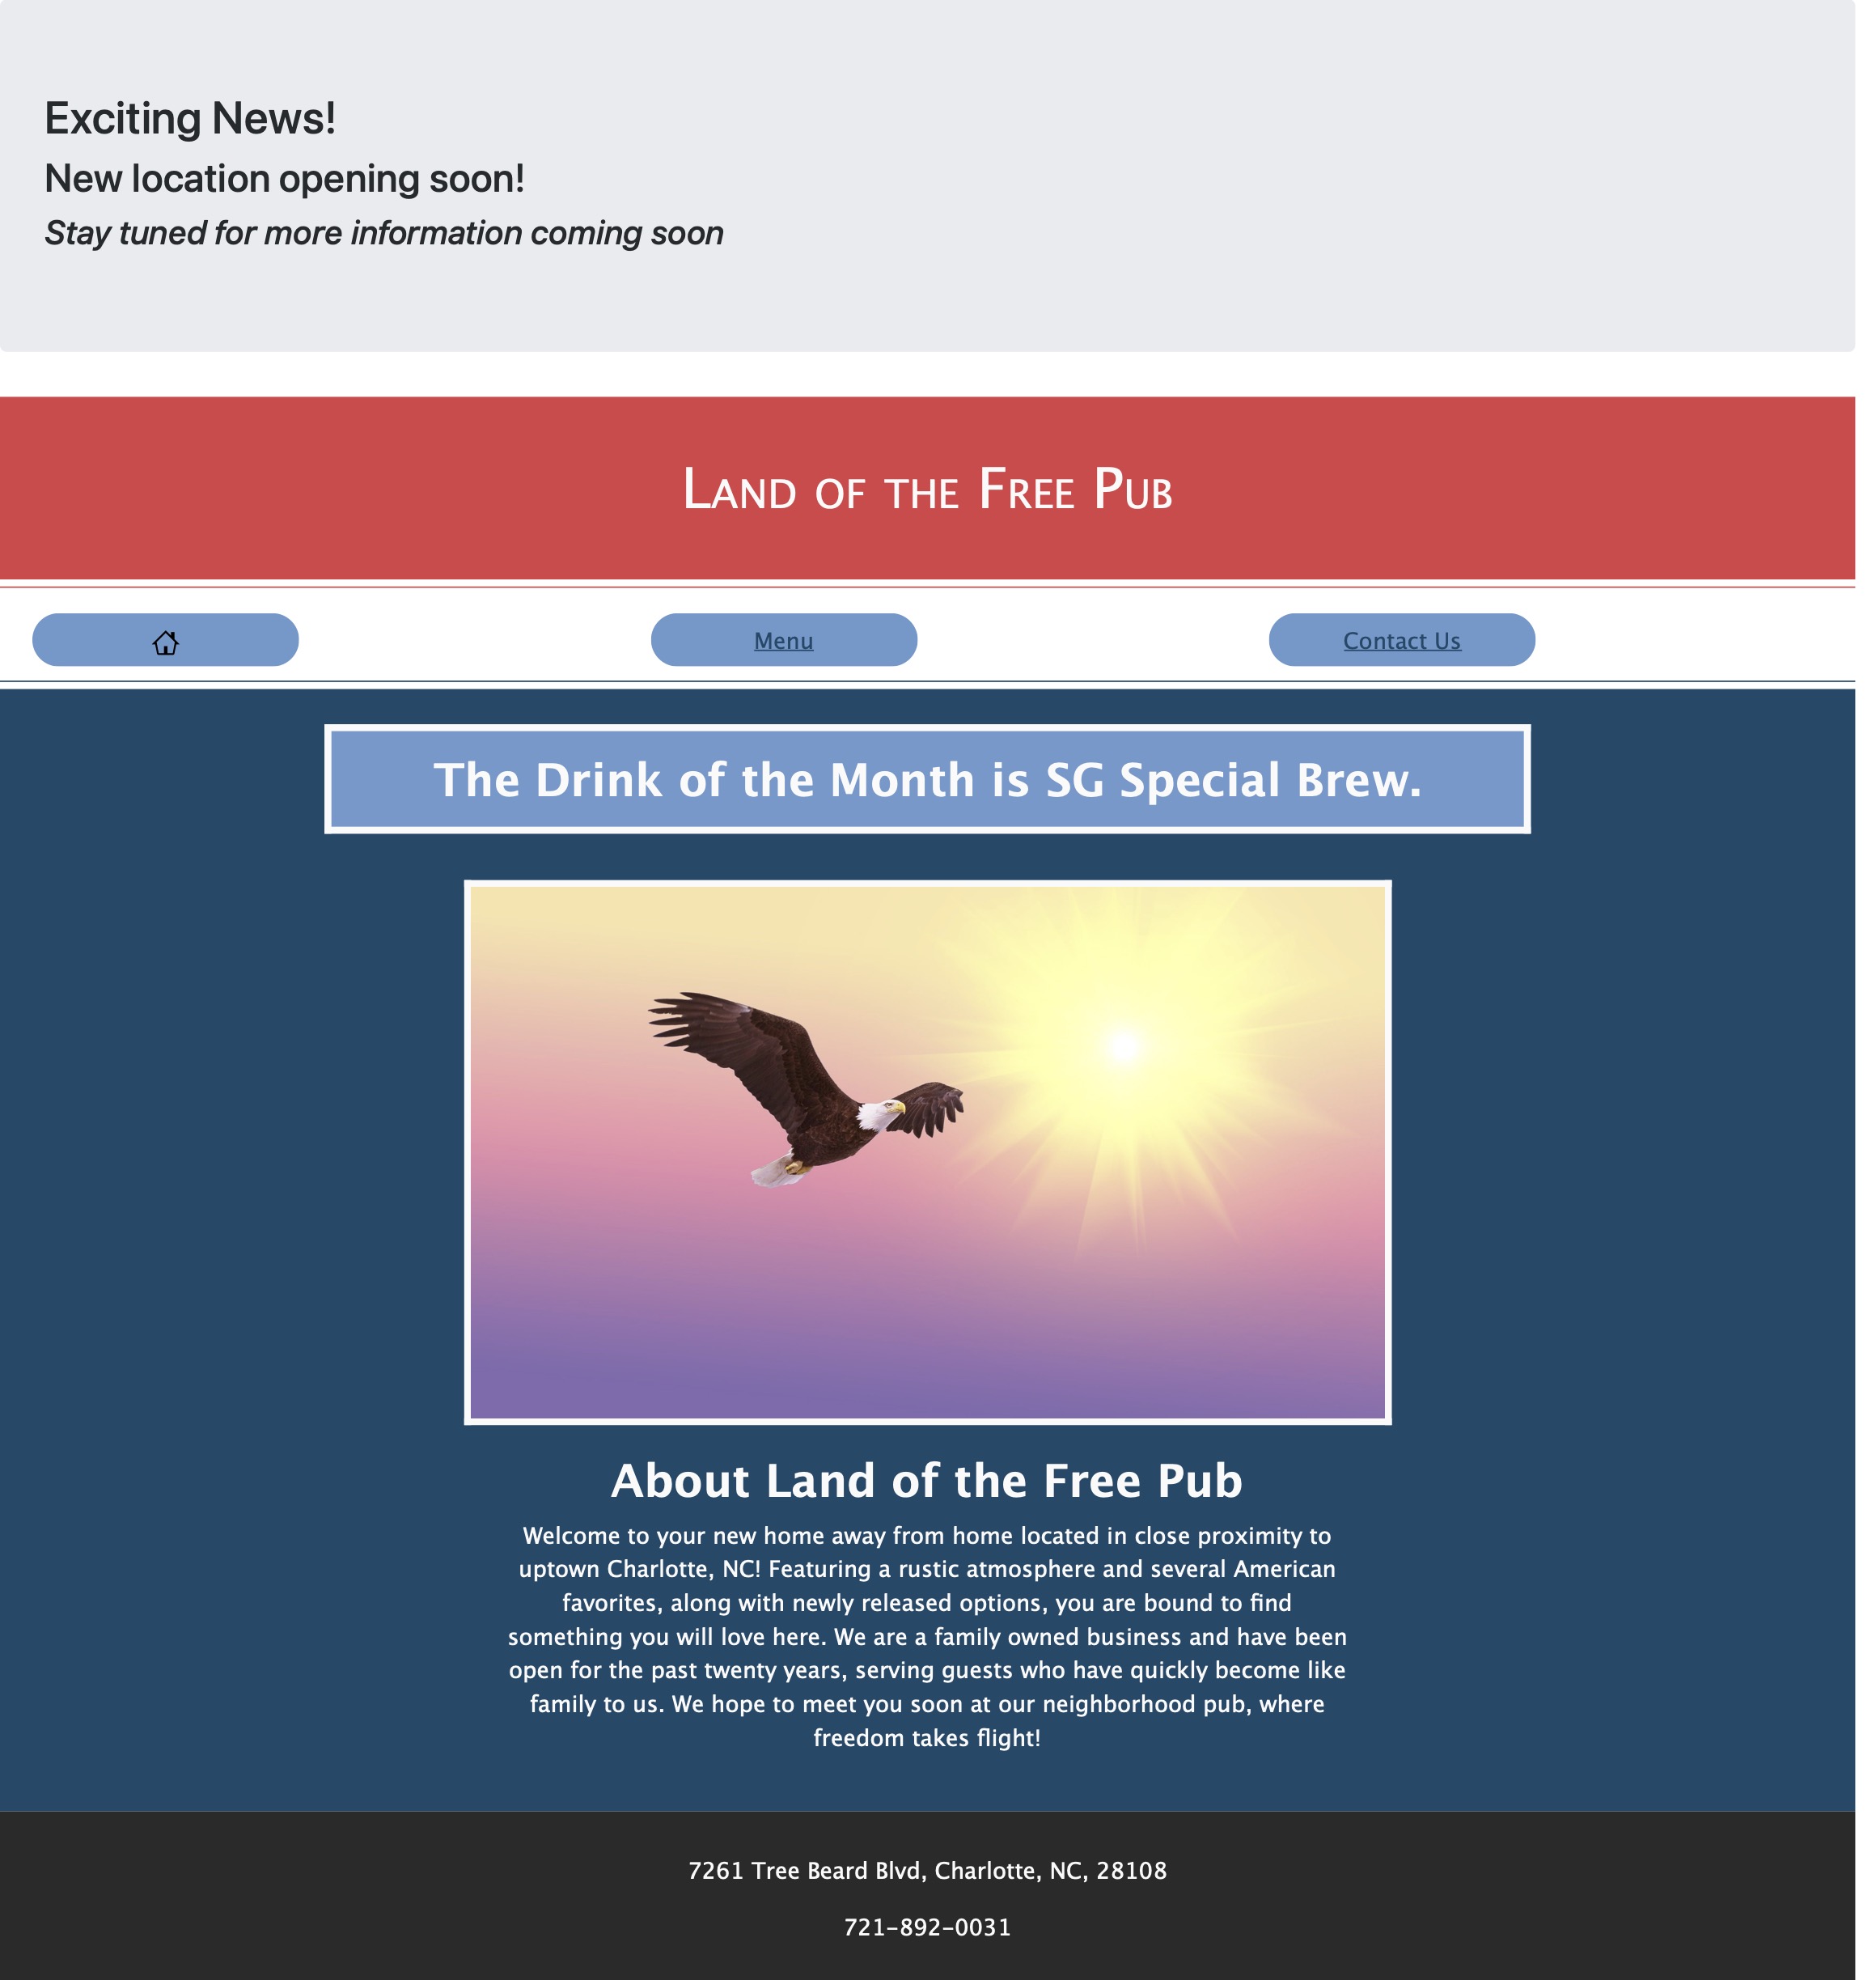 Exciting News!
New location opening soon!
Stay tuned for more information coming soon
Land of the Free Pub
Menu
Contact Us
The Drink of the Month is SG Special Brew.
About Land of the Free Pub
Welcome to your new home away from home located in close proximity to
uptown Charlotte, NC! Featuring a rustic atmosphere and several American
favorites, along with newly released options, you are bound to find
something you will love here. We are a family owned business and have been
open for the past twenty years, serving guests who have quickly become like
family to us. We hope to meet you soon at our neighborhood pub, where
freedom takes flight!
7261 Tree Beard Blvd, Charlotte, NC, 28108
721-892-0031